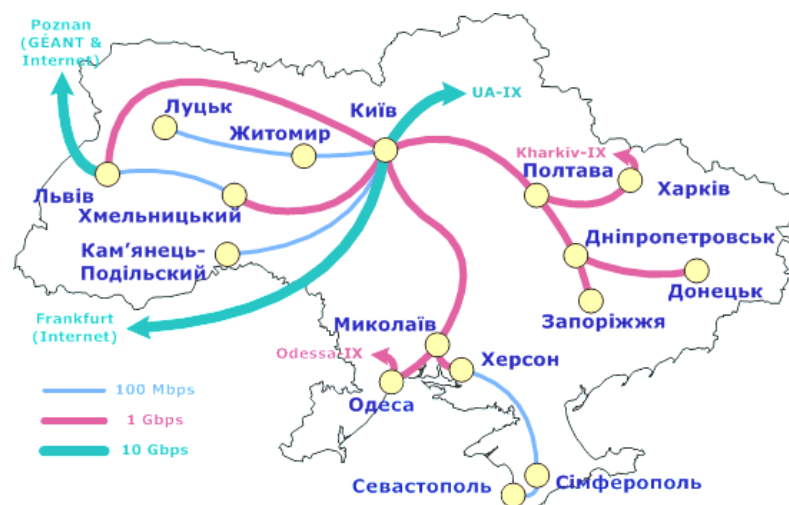 Poznan
(GÉANT &
Internet)
UA-IX
Луцьк
Київ
Житомир
Kharkiv-IX
Полтава
Харків
Львів
Хмельницький
Кам’янець-
Подільский
Дніпропетровськ
Донецьк
Запоріжжя
Frankfurt
(Internet)
Миколаїв
Odessa-IX
Херсон
Одеса
100 Mbps
1 Gbps
10 Gbps
Севастополь
Сімферополь